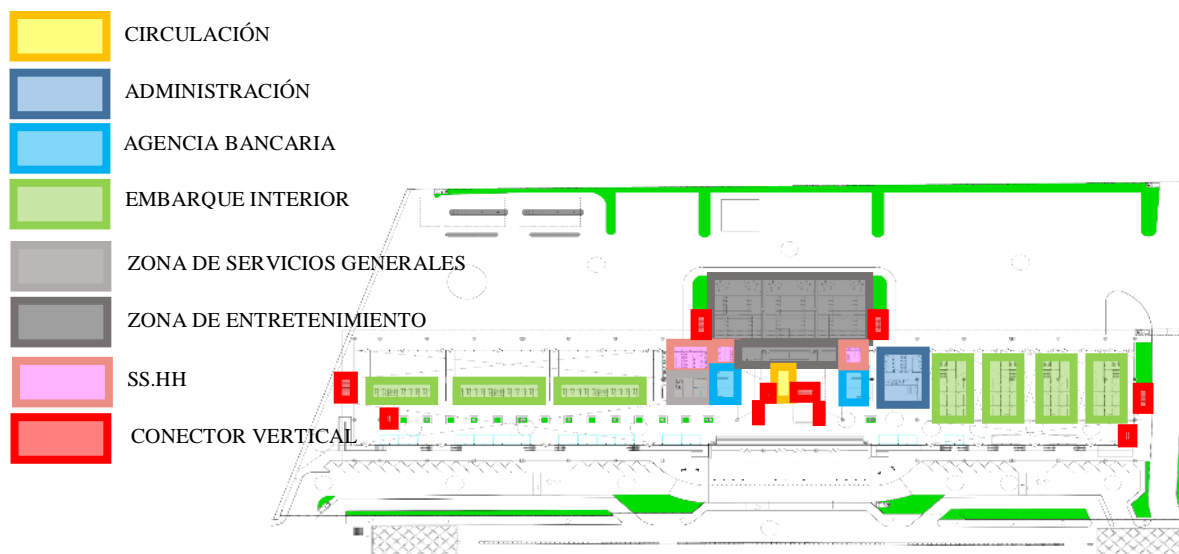 CIRCULACIÓN
ADMINISTRACIÓN
AGENCIA BANCARIA
EMBARQUE INTERIOR
ZONA DE SERVICIOS GENERALES
ZONA DE ENTRETENIMIENTO
SS.HH
CONECTOR VERTICAL